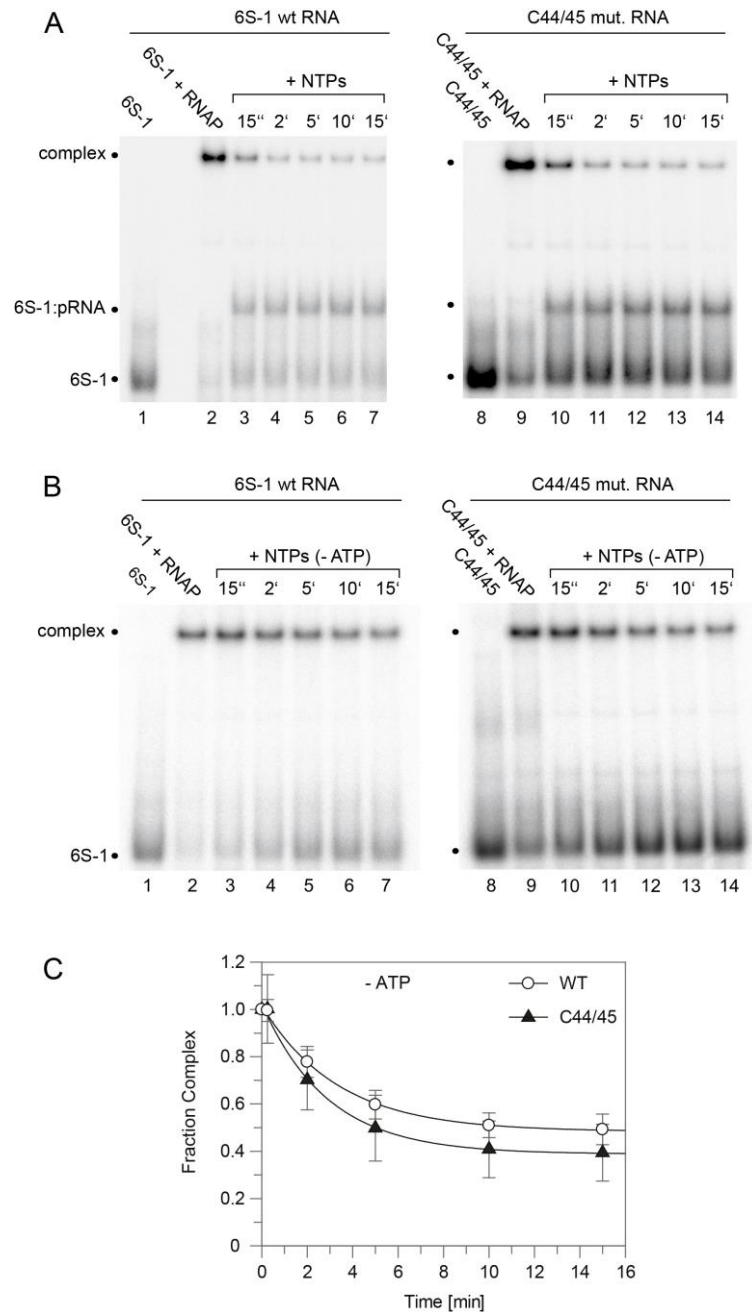 A
6S-1 wt RNA
C44/45 mut. RNA
6S-1
6S-1 + RNAP
+ NTPs
15“ 2‘ 5‘ 10‘ 15‘
C44/45
C44/45 + RNAP
+ NTPs
15“ 2‘ 5‘ 10‘ 15‘
complex
6S-1:pRNA
6S-1
1 2 3 4 5 6 7
8 9 10 11 12 13 14
B
6S-1 wt RNA
C44/45 mut. RNA
6S-1
6S-1 + RNAP
+ NTPs (- ATP)
15“ 2‘ 5‘ 10‘ 15‘
C44/45
C44/45 + RNAP
+ NTPs (- ATP)
15“ 2‘ 5‘ 10‘ 15‘
complex
6S-1
1 2 3 4 5 6 7
8 9 10 11 12 13 14
C
- ATP
WT
C44/45
Fraction Complex
1.2
1.0
0.8
0.6
0.4
0.2
0
0 2 4 6 8 10 12 14 16
Time [min]